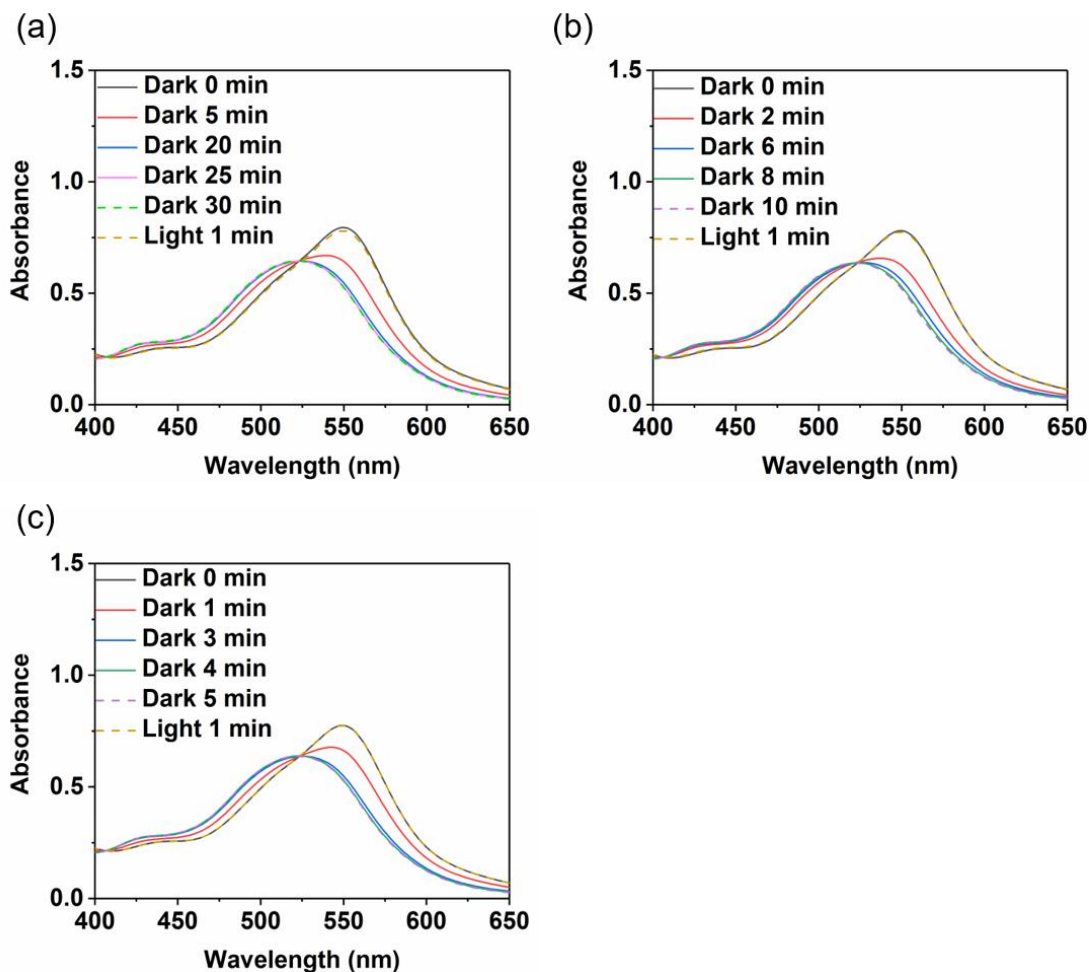 (a)
1.5
1.0
0.5
0.0
Absorbance
Dark 0 min
Dark 5 min
Dark 20 min
Dark 25 min
Dark 30 min
Light 1 min
400 450 500 550 600 650
Wavelength (nm)
(b)
1.5
1.0
0.5
0.0
Absorbance
Dark 0 min
Dark 2 min
Dark 6 min
Dark 8 min
Dark 10 min
Light 1 min
400 450 500 550 600 650
Wavelength (nm)
(c)
1.5
1.0
0.5
0.0
Absorbance
Dark 0 min
Dark 1 min
Dark 3 min
Dark 4 min
Dark 5 min
Light 1 min
400 450 500 550 600 650
Wavelength (nm)